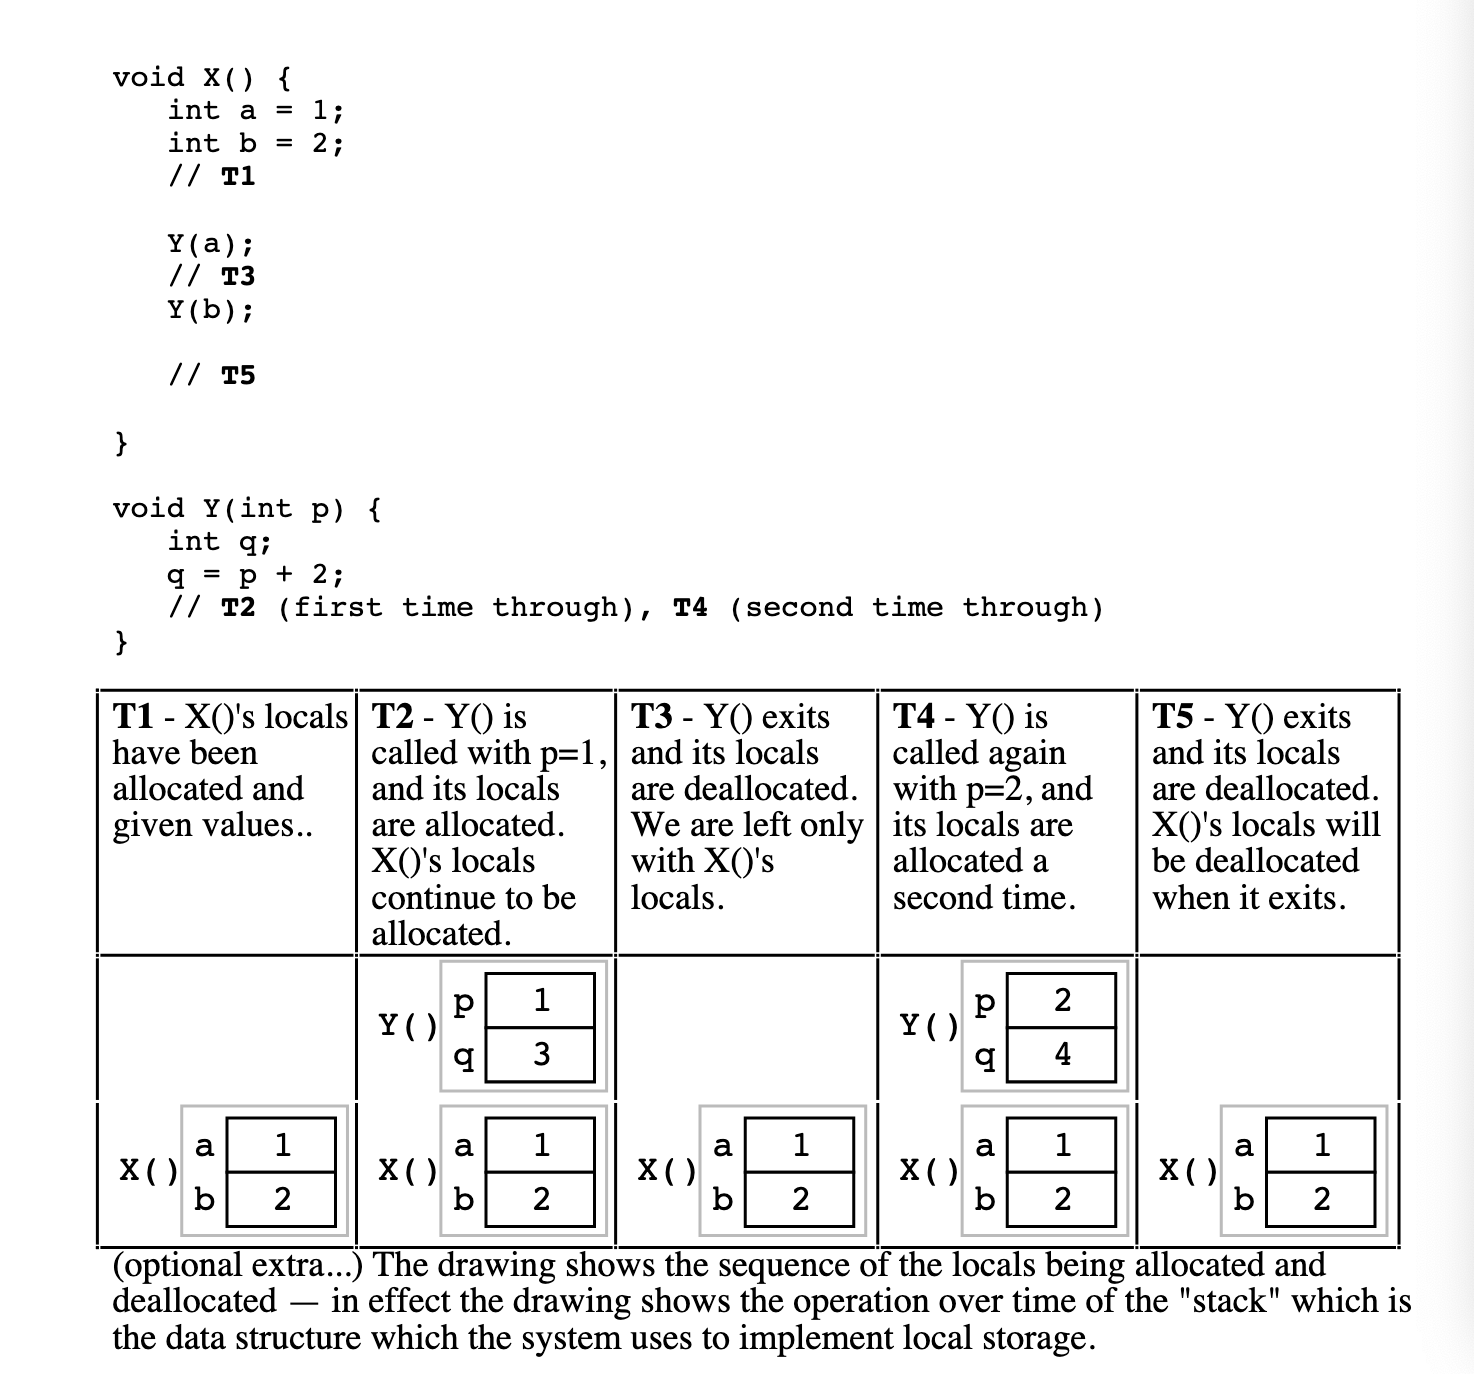 void X() {
int a = 1;
int b = 2;
// T1
Y(a);
// T3
Y(b);
// T5
}
void Y(int p) {
int q;
q = p + 2;
// T2 (first time through), T4 (second time through)
}
T1 - X()'s locals
have been
allocated and
given values..
T2 - Y() is
called with p=1,
and its locals
are allocated.
X()'s locals
continue to be
allocated.
T3 - Y() exits
and its locals
are deallocated.
We are left only
with X()'s
locals.
T4 - Y() is
called again
with p=2, and
its locals are
allocated a
second time.
T5 - Y() exits
and its locals
are deallocated.
X()'s locals will
be deallocated
when it exits.
Y()
p 1
q 3
Y()
p 2
q 4
X()
a 1
b 2
X()
a 1
b 2
X()
a 1
b 2
X()
a 1
b 2
X()
a 1
b 2
(optional extra...) The drawing shows the sequence of the locals being allocated and
deallocated — in effect the drawing shows the operation over time of the "stack" which is
the data structure which the system uses to implement local storage.